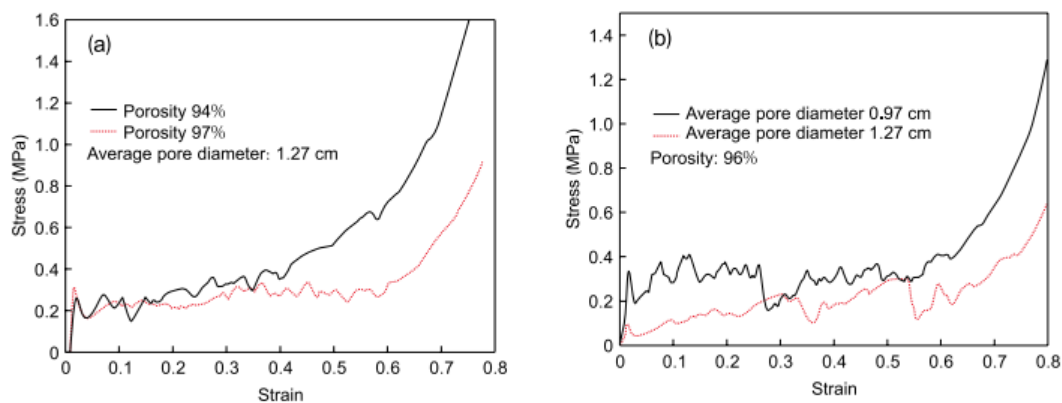 (a)
1.6
1.4
1.2
1.0
0.8
0.6
0.4
0.2
0
Stress (MPa)
Porosity 94%
Porosity 97%
Average pore diameter: 1.27 cm
0 0.1 0.2 0.3 0.4 0.5 0.6 0.7 0.8
Strain
(b)
1.4
1.2
1.0
0.8
0.6
0.4
0.2
0
Stress (MPa)
Average pore diameter 0.97 cm
Average pore diameter 1.27 cm
Porosity: 96%
0 0.1 0.2 0.3 0.4 0.5 0.6 0.7 0.8
Strain